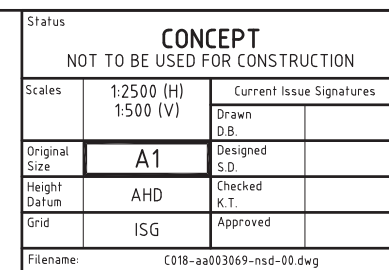 Status
CONCEPT
NOT TO BE USED FOR CONSTRUCTION
Scales
1:2500 (H)
1:500 (V)
Current Issue Signatures
Drawn
D.B.
Original
Size
A1
Designed
S.D.
Height
Datum
AHD
Checked
K.T.
Grid
ISG
Approved
Filename:
C018-aa003069-nsd-00.dwg